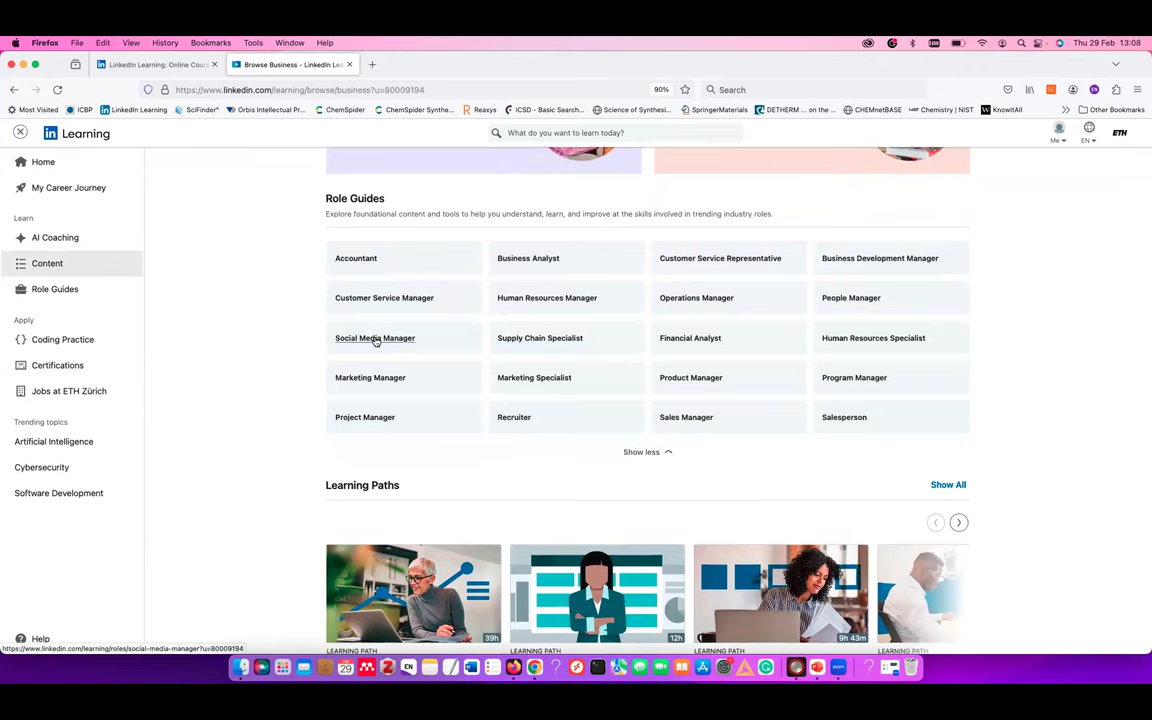 Firefox File Edit View History Bookmarks Tools Window Help Thu 29 Feb 13:08
LinkedIn Learning: Online Cour Browse Business - LinkedIn Lea
https://www.linkedin.com/learning/browse/business?u=80009194 90% Search
Most Visited ICBP LinkedIn Learning SciFinder® Orbis Intellectual Pr... ChemSpider ChemSpider Synthe... Reaxys ICSD - Basic Search... Science of Synthesi... SpringerMaterials DETHERM ... on the ... CHEMnetBASE Chemistry | NIST KnowItAll Other Bookmarks
in Learning What do you want to learn today? Me EN ETH
Home
My Career Journey
Learn
AI Coaching
Content
Role Guides
Apply
Coding Practice
Certifications
Jobs at ETH Zürich
Trending topics
Artificial Intelligence
Cybersecurity
Software Development
Help
Role Guides
Explore foundational content and tools to help you understand, learn, and improve at the skills involved in trending industry roles.
Accountant Business Analyst Customer Service Representative Business Development Manager
Customer Service Manager Human Resources Manager Operations Manager People Manager
Social Media Manager Supply Chain Specialist Financial Analyst Human Resources Specialist
Marketing Manager Marketing Specialist Product Manager Program Manager
Project Manager Recruiter Sales Manager Salesperson
Show less
Learning Paths Show All
39h 12h 9h 43m
LEARNING PATH LEARNING PATH LEARNING PATH LEARNING PATH
https://www.linkedin.com/learning/roles/social-media-manager?u=80009194